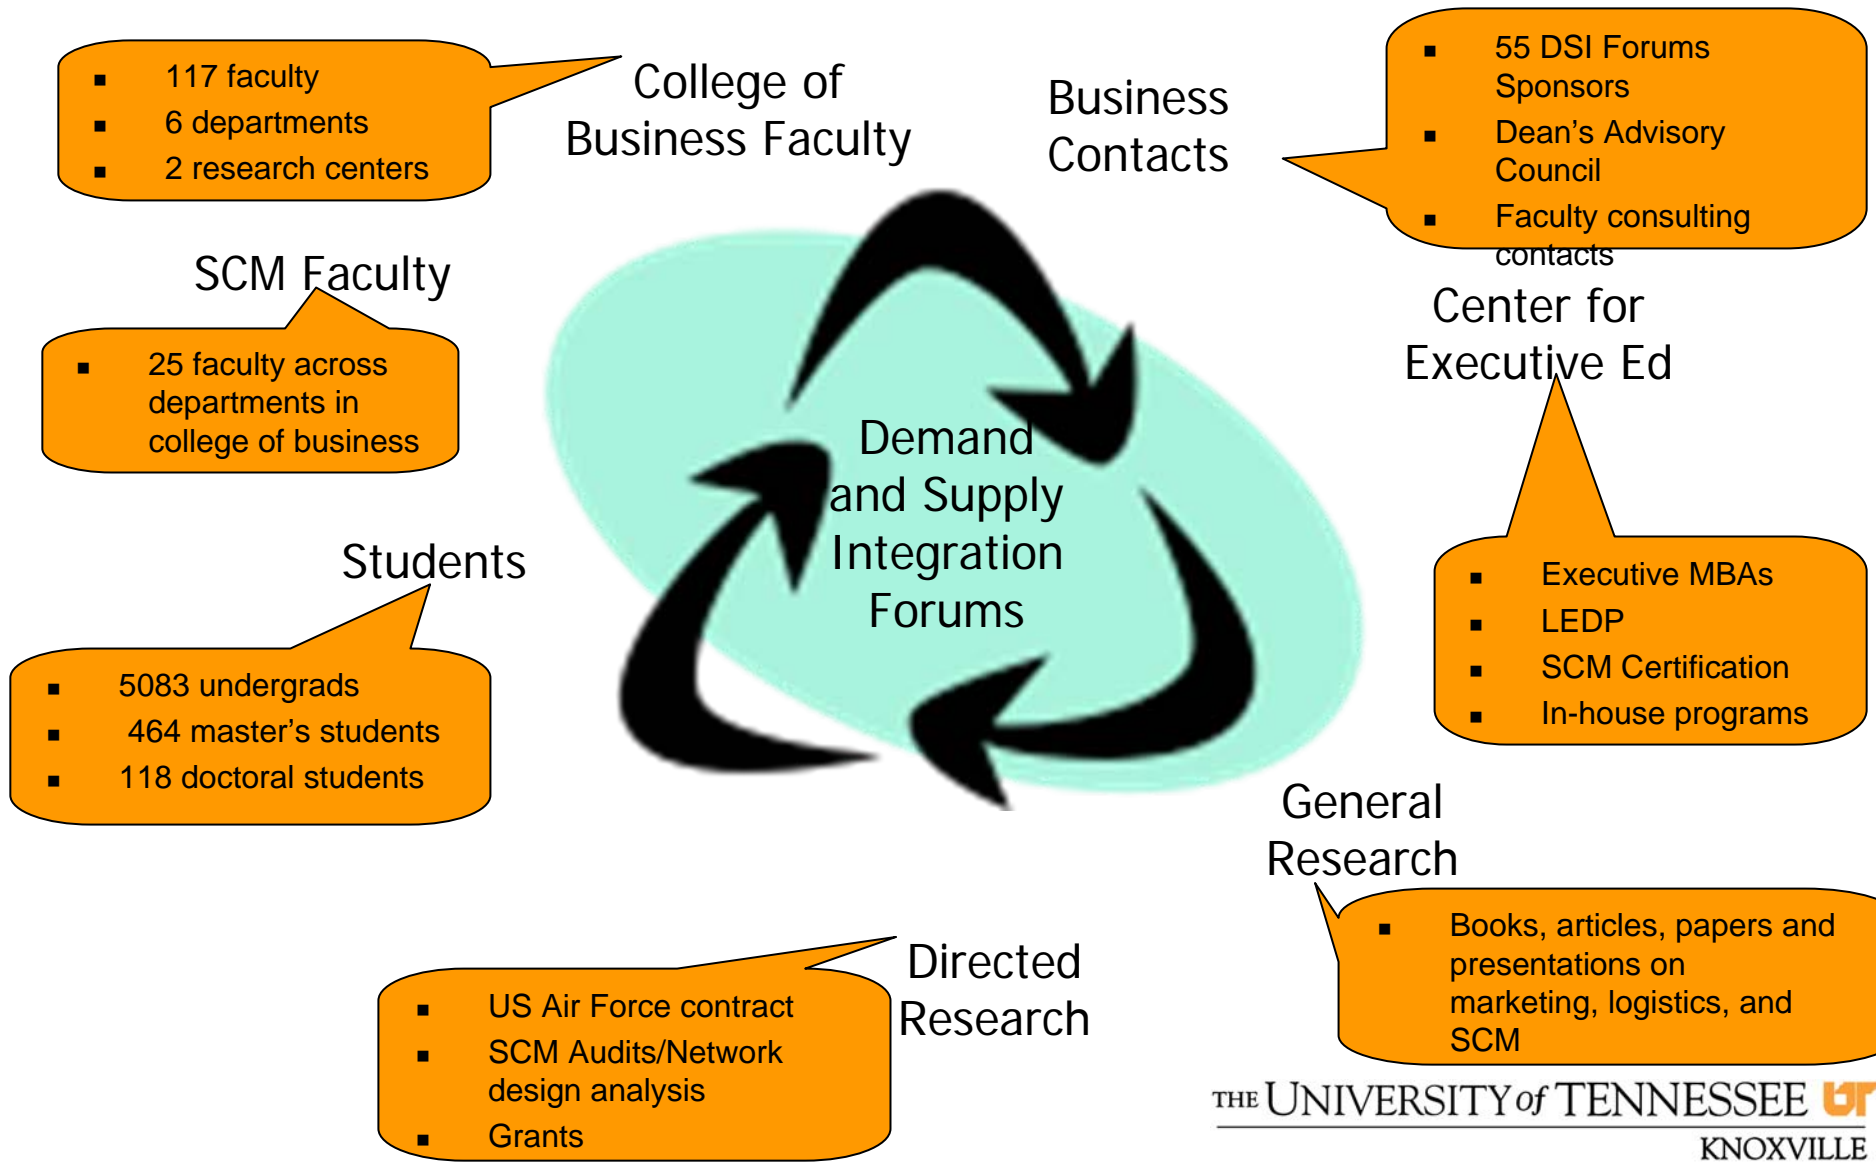 117 faculty
6 departments
2 research centers
College of
Business Faculty
Business
Contacts
55 DSI Forums
Sponsors
Dean's Advisory
Council
Faculty consulting
contacts
SCM Faculty
25 faculty across
departments in
college of business
Center for
Executive Ed
Executive MBAs
LEDP
SCM Certification
In-house programs
Demand
and Supply
Integration
Forums
Students
5083 undergrads
464 master's students
118 doctoral students
General
Research
Books, articles, papers and
presentations on
marketing, logistics, and
SCM
Directed
Research
US Air Force contract
SCM Audits/Network
design analysis
Grants
THE UNIVERSITY of TENNESSEE UT
KNOXVILLE